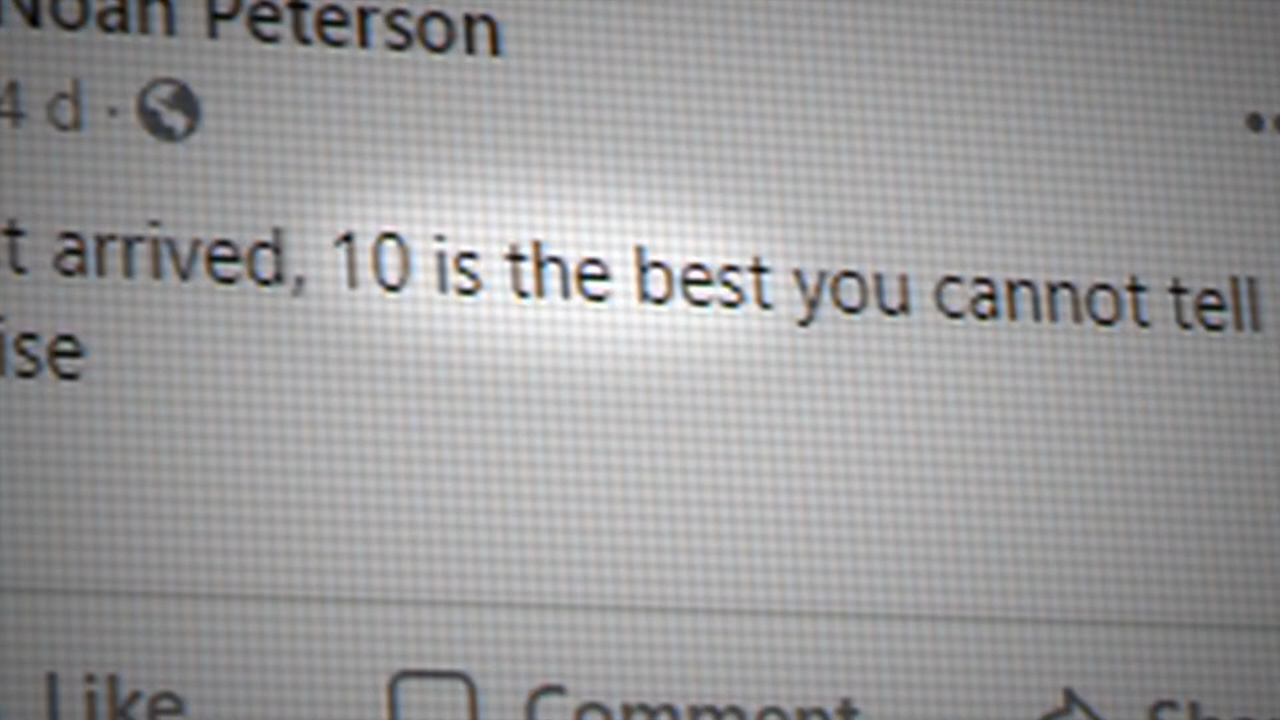 Noah Peterson
4 d ·
t arrived, 10 is the best you cannot tell
ise
Like Comment